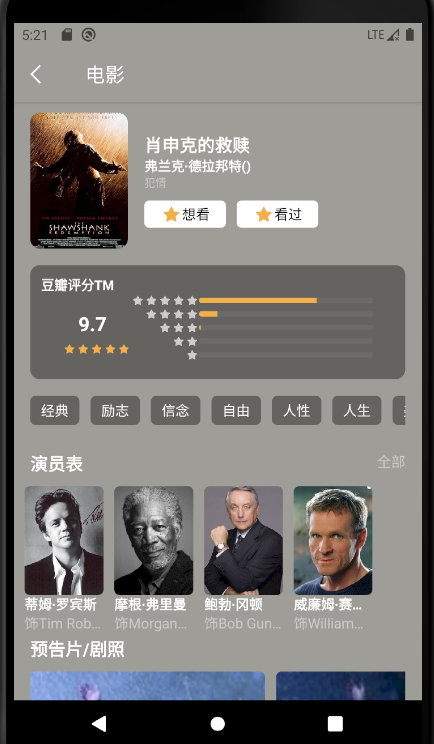 5:21
LTE
电影
肖申克的救赎
弗兰克·德拉邦特()
犯情
想看
看过
SHAWSHANK
REDEMPTION
豆瓣评分TM
9.7
经典
励志
信念
自由
人性
人生
演员表
全部
蒂姆·罗宾斯
摩根·弗里曼
鲍勃·冈顿
威廉姆·赛...
饰Tim Rob...
饰Morgan...
饰Bob Gun...
饰William...
预告片/剧照